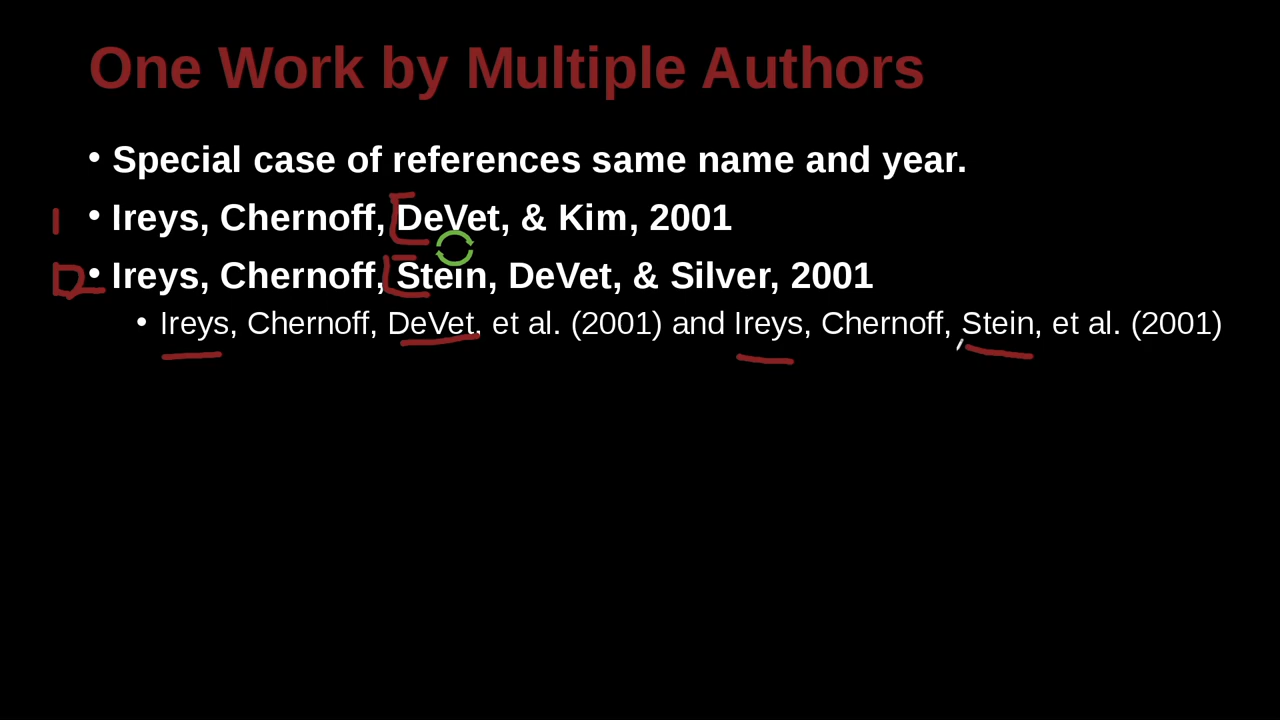 One Work by Multiple Authors
• Special case of references same name and year.
• Ireys, Chernoff, DeVet, & Kim, 2001
• Ireys, Chernoff, Stein, DeVet, & Silver, 2001
• Ireys, Chernoff, DeVet, et al. (2001) and Ireys, Chernoff, Stein, et al. (2001)